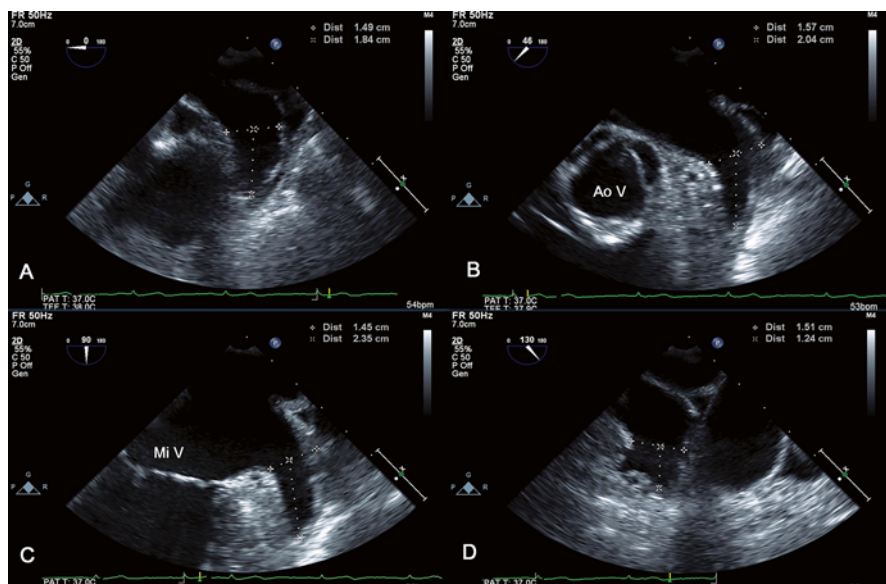 FR 50Hz
7.0cm
2D
55%
C 50
P Off
Gen
0 0 180
Dist 1.49 cm
Dist 1.84 cm
M4
P
G
R
A
PAT T: 37.0C
TEE T: 38.0C
54bpm
FR 50Hz
7.0cm
2D
55%
C 50
P Off
Gen
0 46 180
Dist 1.57 cm
Dist 2.04 cm
M4
Ao V
P
G
R
B
PAT T: 37.0C
53bpm
FR 50Hz
7.0cm
2D
55%
C 50
P Off
Gen
0 90 180
Dist 1.45 cm
Dist 2.35 cm
M4
Mi V
P
G
R
C
PAT T: 37.0C
FR 50Hz
7.0cm
2D
55%
C 50
P Off
Gen
0 130 180
Dist 1.51 cm
Dist 1.24 cm
M4
P
G
R
D
PAT T: 37.0C